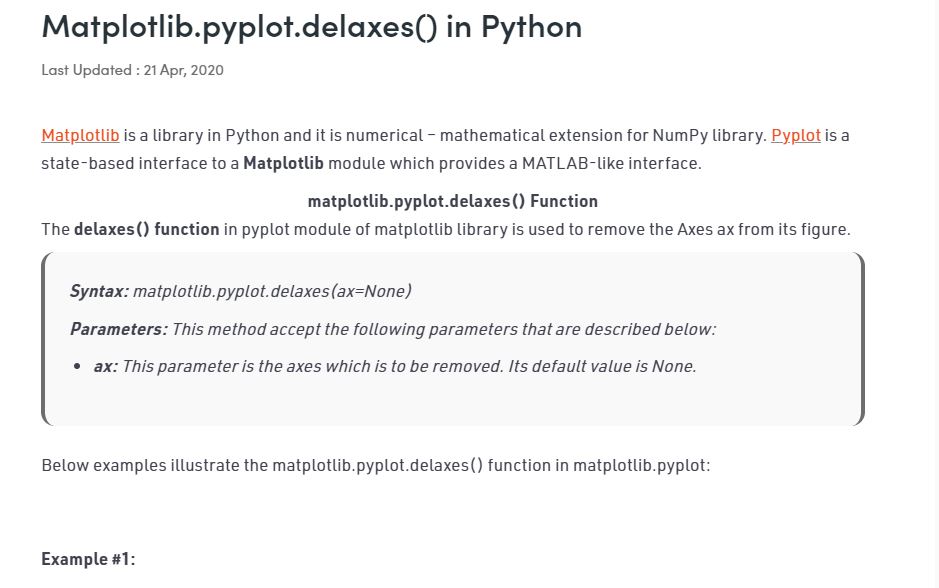 Matplotlib.pyplot.delaxes() in Python
Last Updated : 21 Apr, 2020
Matplotlib is a library in Python and it is numerical – mathematical extension for NumPy library. Pyplot is a
state-based interface to a Matplotlib module which provides a MATLAB-like interface.
matplotlib.pyplot.delaxes() Function
The delaxes() function in pyplot module of matplotlib library is used to remove the Axes ax from its figure.
Syntax: matplotlib.pyplot.delaxes(ax=None)
Parameters: This method accept the following parameters that are described below:
• ax: This parameter is the axes which is to be removed. Its default value is None.
Below examples illustrate the matplotlib.pyplot.delaxes() function in matplotlib.pyplot:
Example #1: